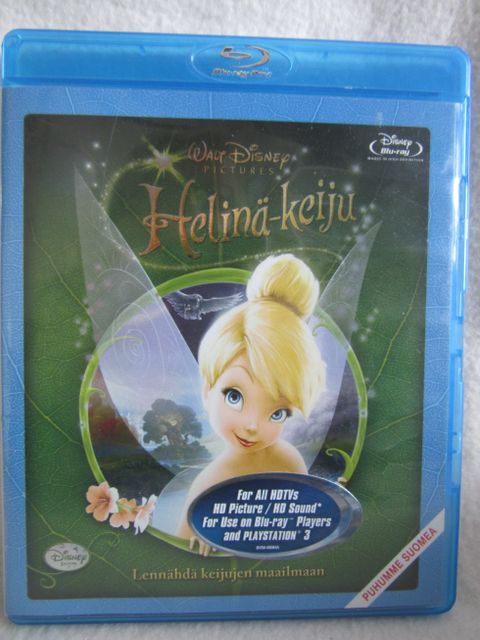 Blu-ray Disc
WALT DISNEY
PICTURES
Disney
Blu-ray
Helinä-keiju
For All HDTVs
HD Picture / HD Sound*
For Use on Blu-ray™ Players
and PLAYSTATION 3
Disney
Lennähdä keijujen maailmaan
PUHUMME SUOMEA